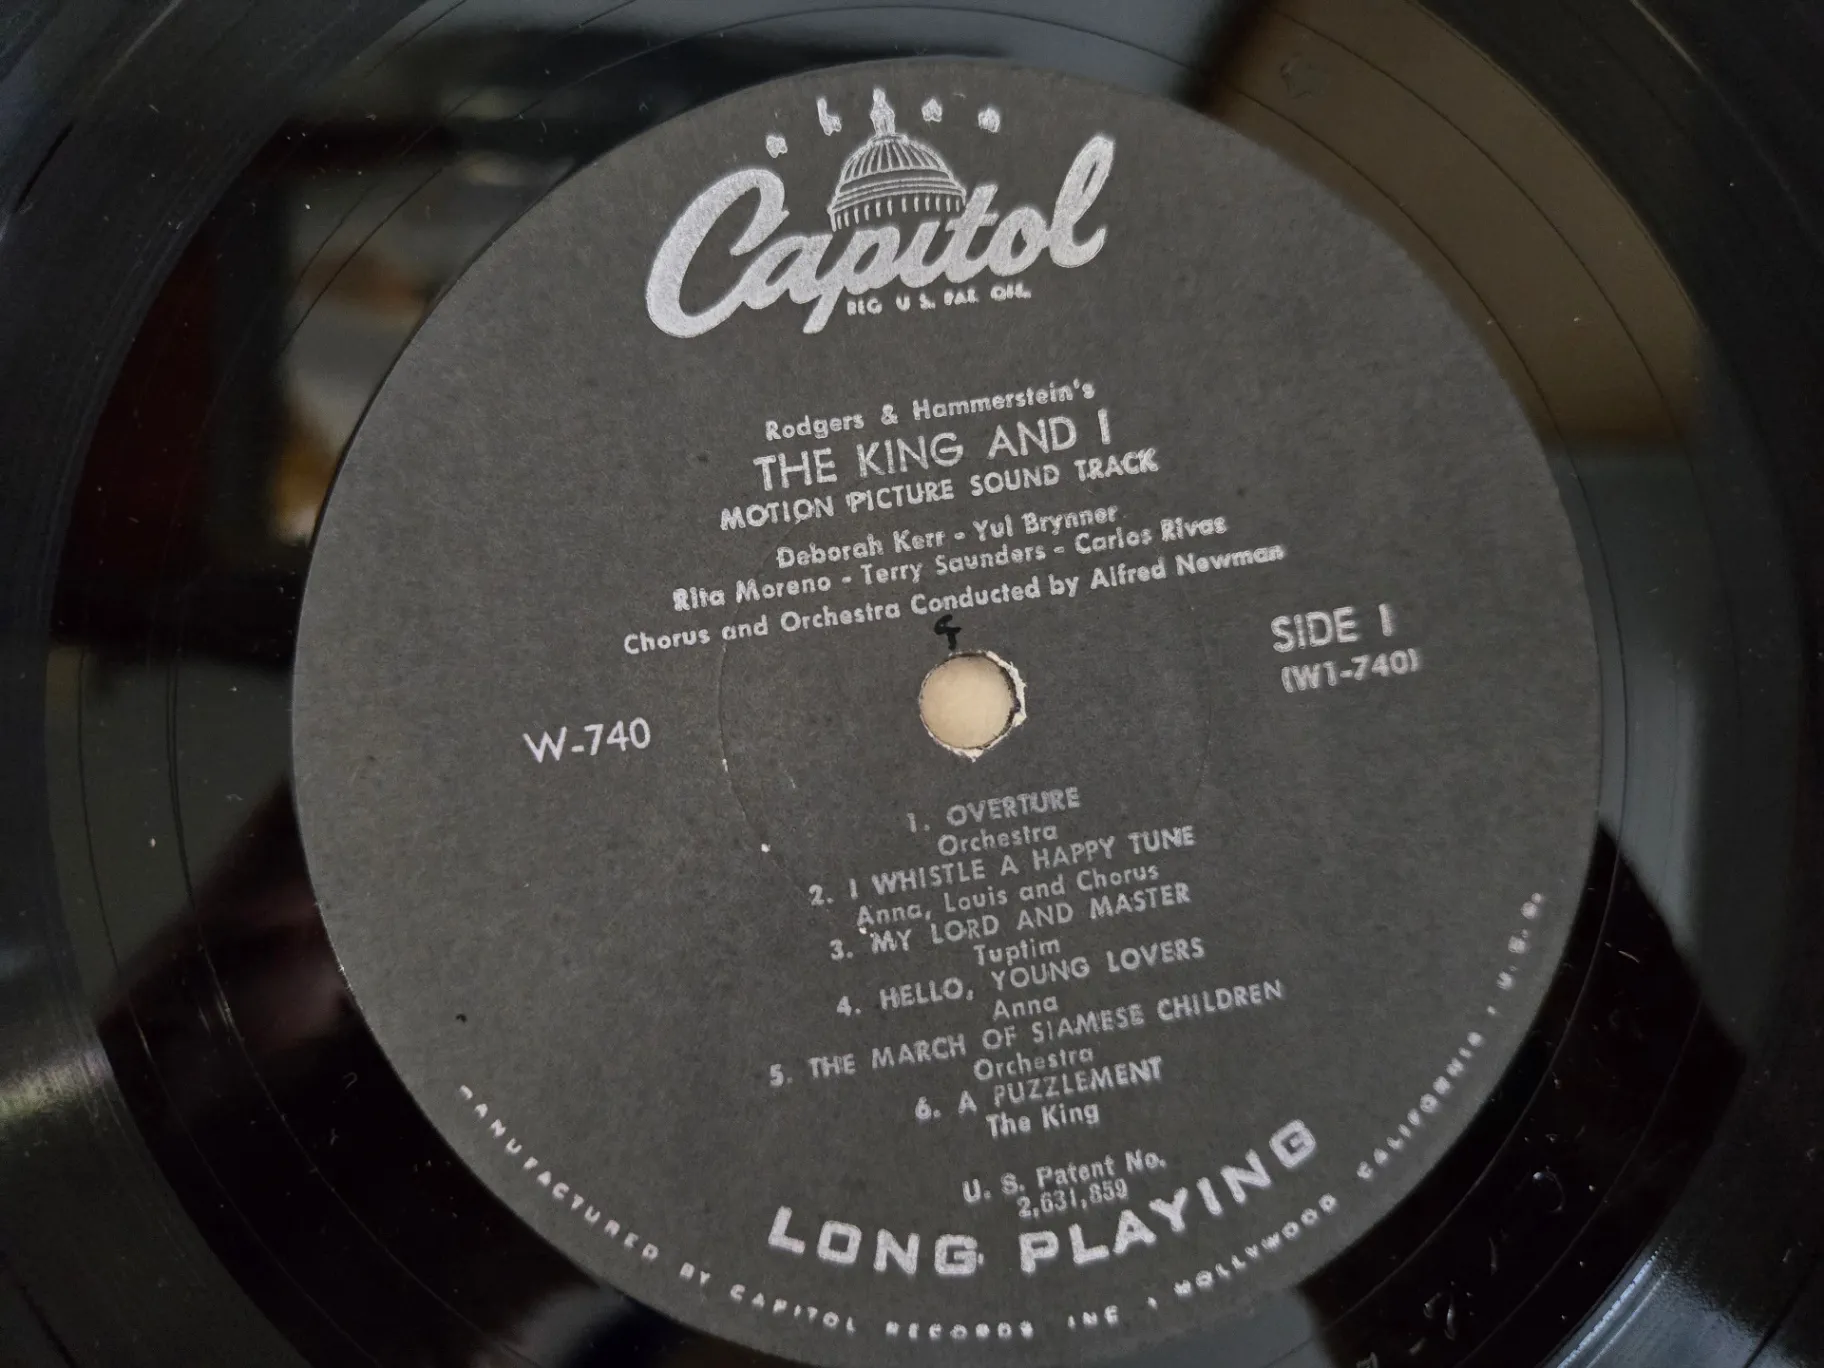 Capitol
REG. U.S. PAT. OFF.
Rodgers & Hammerstein's
THE KING AND I
MOTION PICTURE SOUND TRACK
Deborah Kerr - Yul Brynner
Rita Moreno - Terry Saunders - Carlos Rivas
Chorus and Orchestra Conducted by Alfred Newman
SIDE 1
(W1-740)
W-740
1. OVERTURE
Orchestra
2. I WHISTLE A HAPPY TUNE
Anna, Louis and Chorus
3. MY LORD AND MASTER
Tuptim
4. HELLO, YOUNG LOVERS
Anna
5. THE MARCH OF SIAMESE CHILDREN
Orchestra
6. A PUZZLEMENT
The King
U. S. Patent No.
2,631,859
LONG PLAYING
MANUFACTURED BY CAPITOL RECORDS INC · HOLLYWOOD CALIFORNIA, U.S.A.